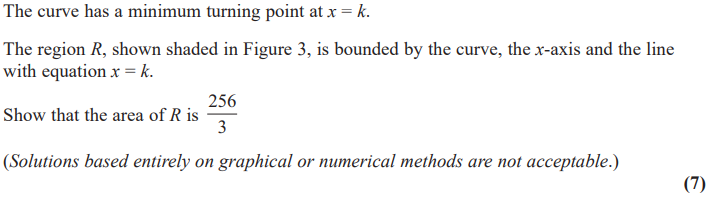 The curve has a minimum turning point at x = k.
The region R, shown shaded in Figure 3, is bounded by the curve, the x-axis and the line
with equation x = k.
Show that the area of R is 256/3
(Solutions based entirely on graphical or numerical methods are not acceptable.)
(7)